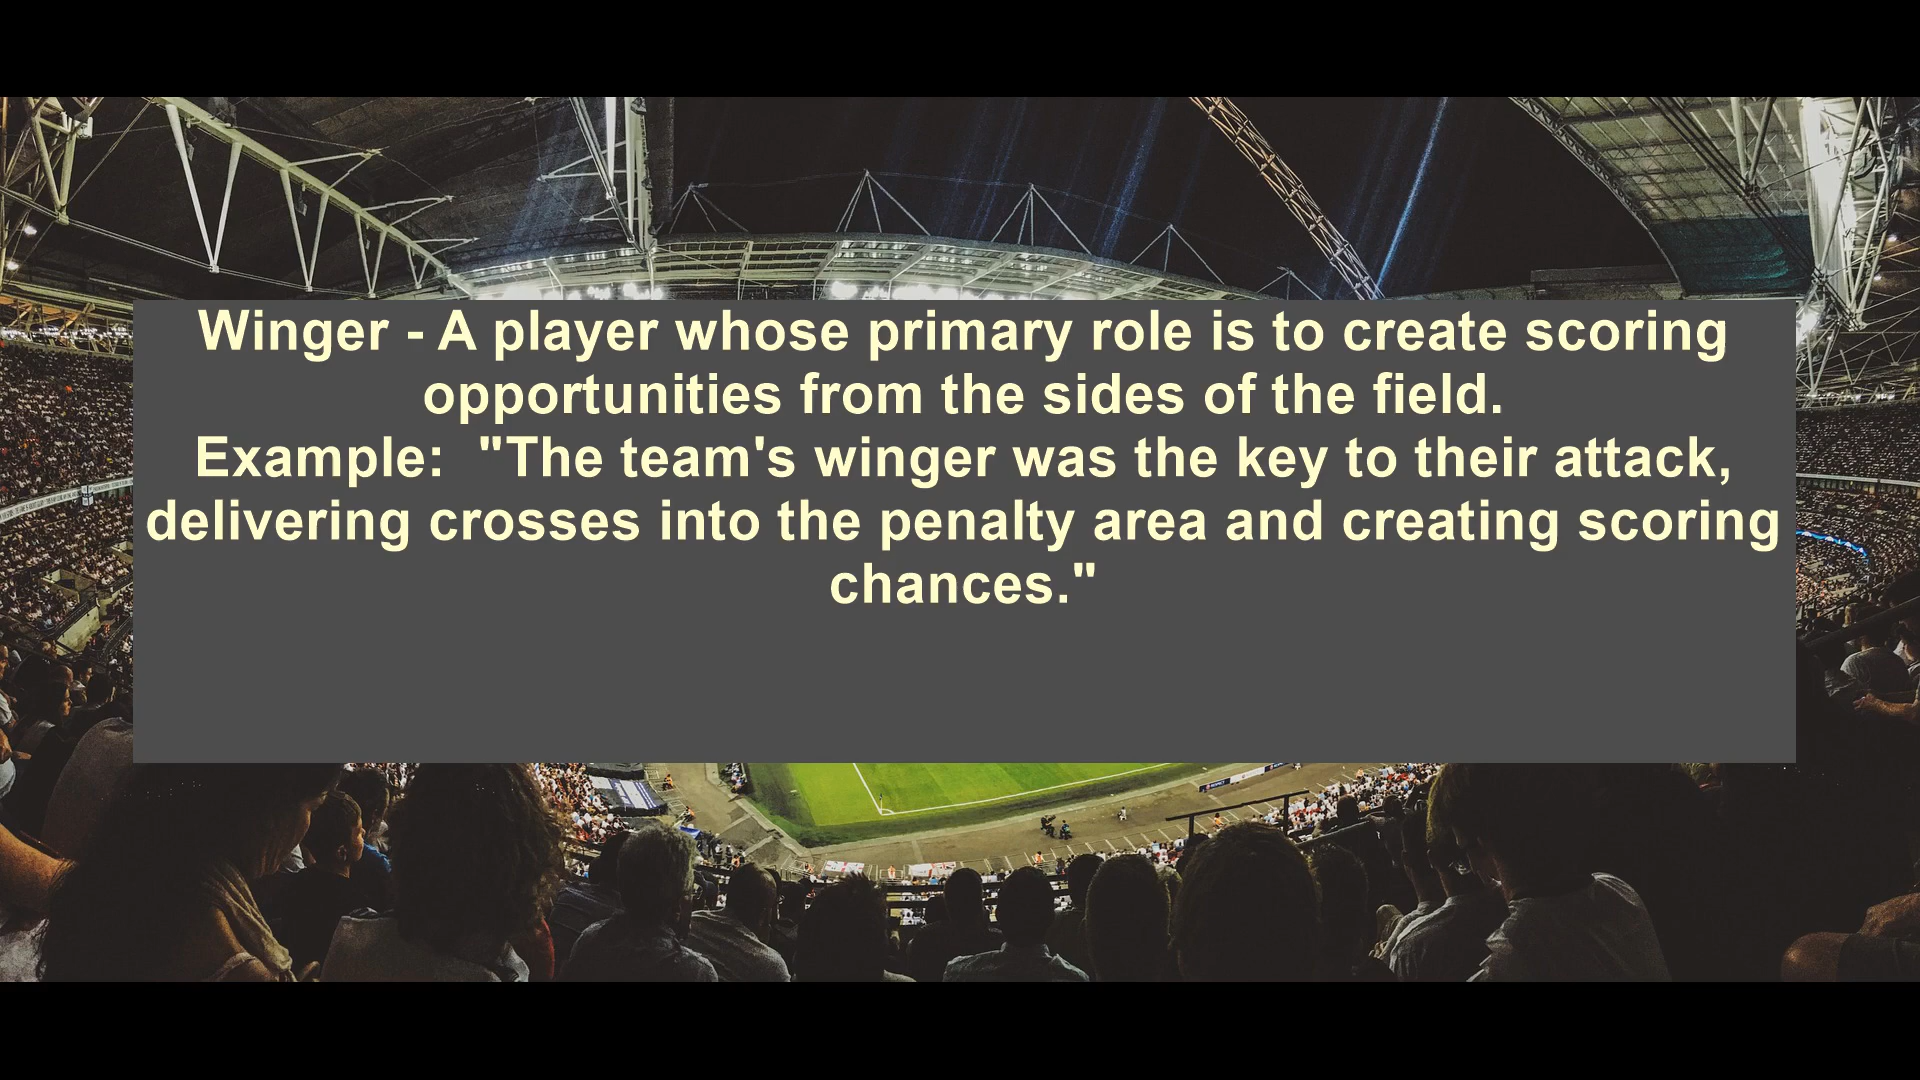 Winger - A player whose primary role is to create scoring
opportunities from the sides of the field.
Example:  "The team's winger was the key to their attack,
delivering crosses into the penalty area and creating scoring
chances."